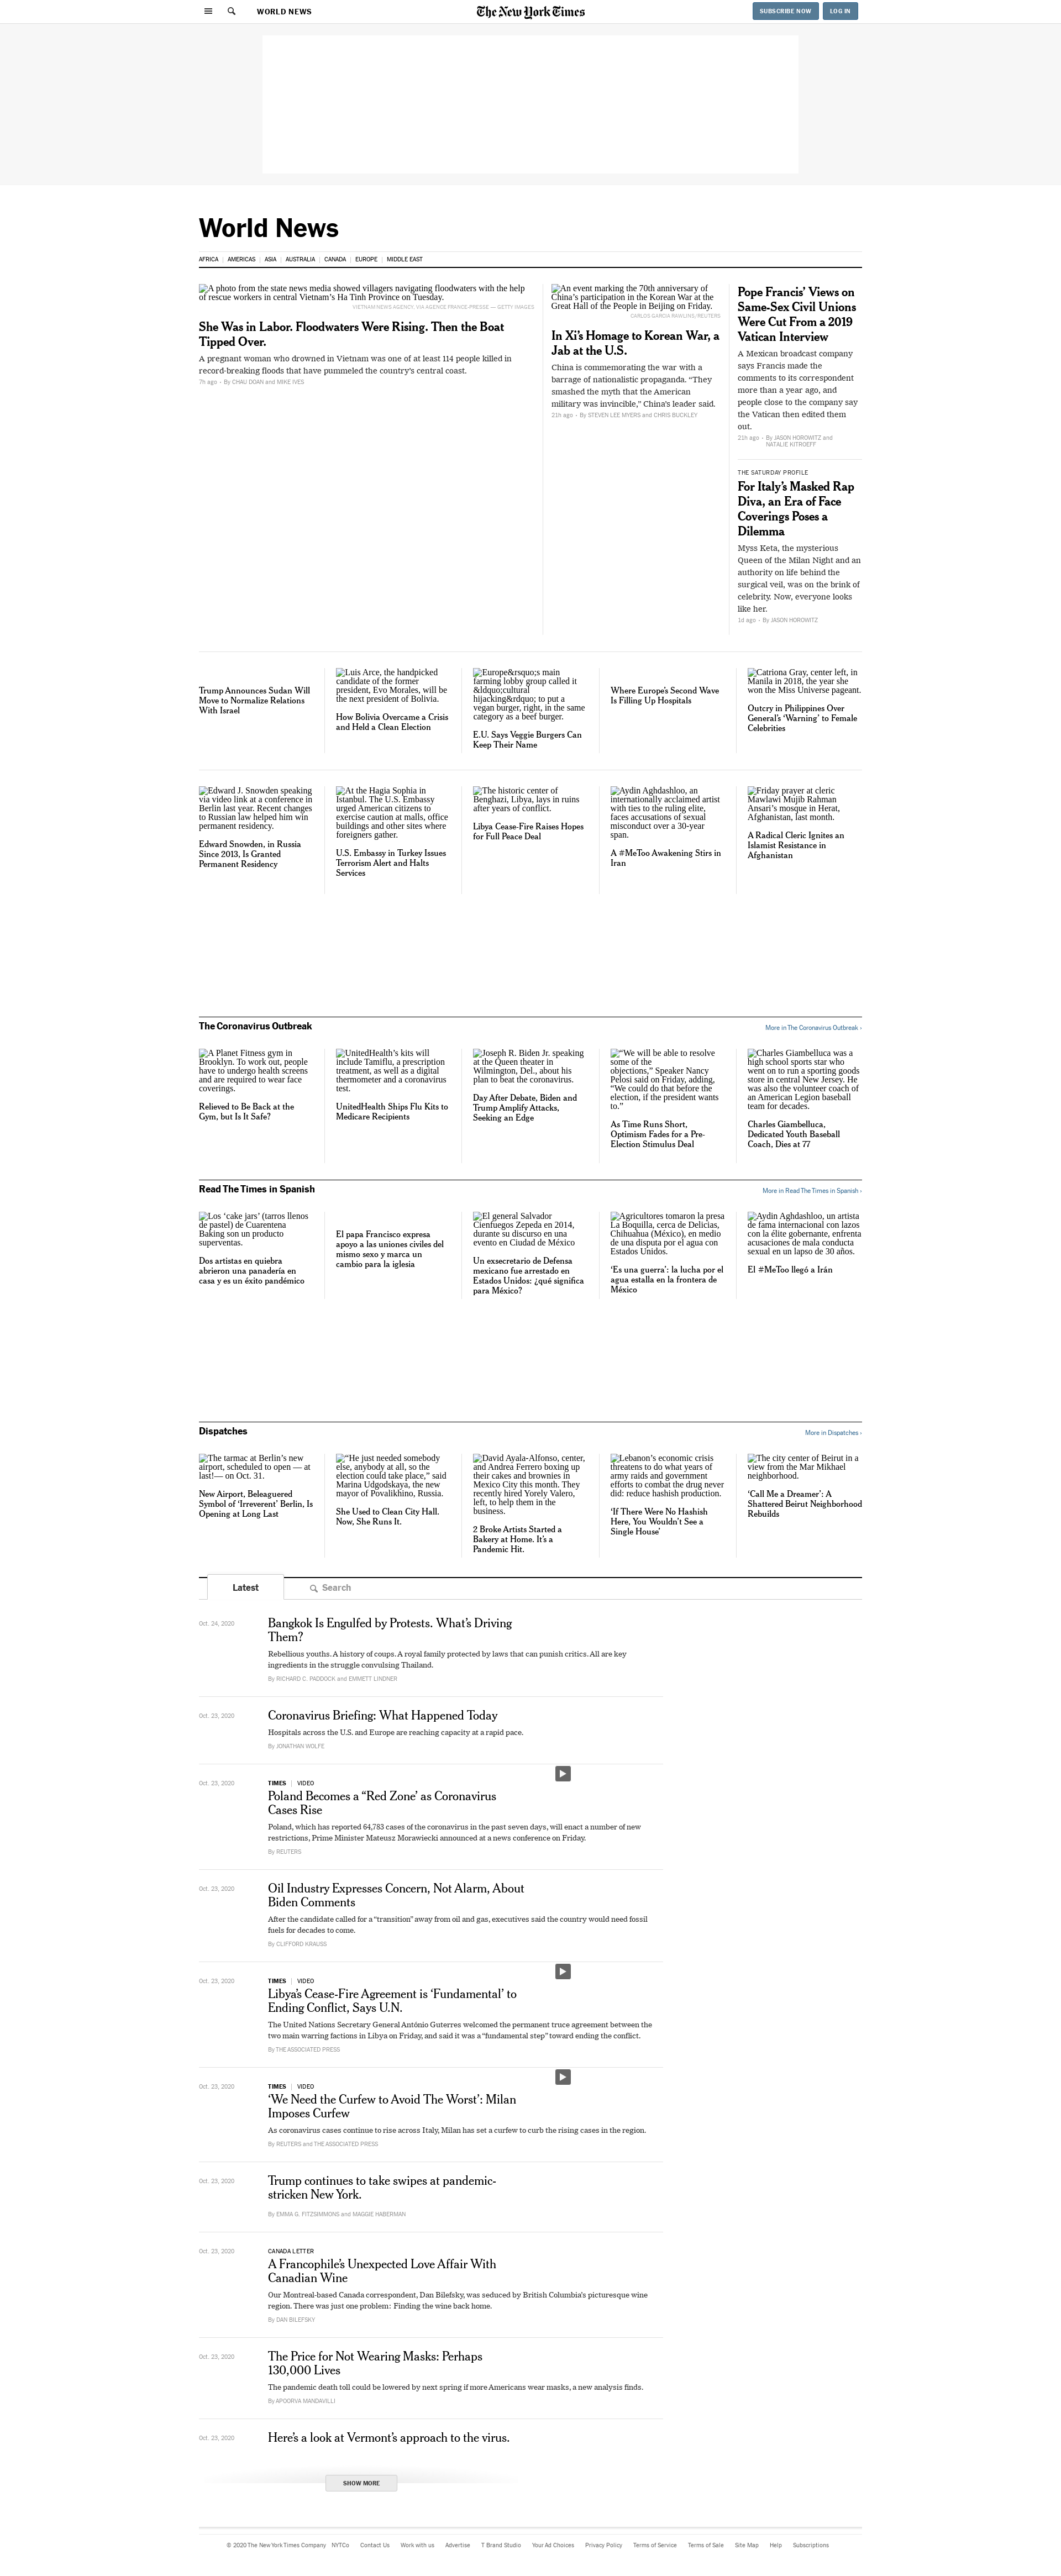 WORLD NEWS
The New York Times
SUBSCRIBE NOW
LOG IN
World News
AFRICA
AMERICAS
ASIA
AUSTRALIA
CANADA
EUROPE
MIDDLE EAST
A photo from the state news media showed villagers navigating floodwaters with the help
of rescue workers in central Vietnam’s Ha Tinh Province on Tuesday.
VIETNAM NEWS AGENCY, VIA AGENCE FRANCE-PRESSE — GETTY IMAGES
She Was in Labor. Floodwaters Were Rising. Then the Boat
Tipped Over.
A pregnant woman who drowned in Vietnam was one of at least 114 people killed in
record-breaking floods that have pummeled the country’s central coast.
7h ago • By CHAU DOAN and MIKE IVES
An event marking the 70th anniversary of
China’s participation in the Korean War at the
Great Hall of the People in Beijing on Friday.
CARLOS GARCIA RAWLINS/REUTERS
In Xi’s Homage to Korean War, a
Jab at the U.S.
China is commemorating the war with a
barrage of nationalistic propaganda. “They
smashed the myth that the American
military was invincible,” China’s leader said.
21h ago • By STEVEN LEE MYERS and CHRIS BUCKLEY
Pope Francis’ Views on
Same-Sex Civil Unions
Were Cut From a 2019
Vatican Interview
A Mexican broadcast company
says Francis made the
comments to its correspondent
more than a year ago, and
people close to the company say
the Vatican then edited them
out.
21h ago • By JASON HOROWITZ and
NATALIE KITROEFF
THE SATURDAY PROFILE
For Italy’s Masked Rap
Diva, an Era of Face
Coverings Poses a
Dilemma
Myss Keta, the mysterious
Queen of the Milan Night and an
authority on life behind the
surgical veil, was on the brink of
celebrity. Now, everyone looks
like her.
1d ago • By JASON HOROWITZ
Trump Announces Sudan Will
Move to Normalize Relations
With Israel
Luis Arce, the handpicked
candidate of the former
president, Evo Morales, will be
the next president of Bolivia.
How Bolivia Overcame a Crisis
and Held a Clean Election
Europe&rsquo;s main
farming lobby group called it
&ldquo;cultural
hijacking&rdquo; to put a
vegan burger, right, in the same
category as a beef burger.
E.U. Says Veggie Burgers Can
Keep Their Name
Where Europe’s Second Wave
Is Filling Up Hospitals
Catriona Gray, center left, in
Manila in 2018, the year she
won the Miss Universe pageant.
Outcry in Philippines Over
General’s ‘Warning’ to Female
Celebrities
Edward J. Snowden speaking
via video link at a conference in
Berlin last year. Recent changes
to Russian law helped him win
permanent residency.
Edward Snowden, in Russia
Since 2013, Is Granted
Permanent Residency
At the Hagia Sophia in
Istanbul. The U.S. Embassy
urged American citizens to
exercise caution at malls, office
buildings and other sites where
foreigners gather.
U.S. Embassy in Turkey Issues
Terrorism Alert and Halts
Services
The historic center of
Benghazi, Libya, lays in ruins
after years of conflict.
Libya Cease-Fire Raises Hopes
for Full Peace Deal
Aydin Aghdashloo, an
internationally acclaimed artist
with ties to the ruling elite,
faces accusations of sexual
misconduct over a 30-year
span.
A #MeToo Awakening Stirs in
Iran
Friday prayer at cleric
Mawlawi Mujib Rahman
Ansari’s mosque in Herat,
Afghanistan, last month.
A Radical Cleric Ignites an
Islamist Resistance in
Afghanistan
The Coronavirus Outbreak
More in The Coronavirus Outbreak ›
A Planet Fitness gym in
Brooklyn. To work out, people
have to undergo health screens
and are required to wear face
coverings.
Relieved to Be Back at the
Gym, but Is It Safe?
UnitedHealth’s kits will
include Tamiflu, a prescription
treatment, as well as a digital
thermometer and a coronavirus
test.
UnitedHealth Ships Flu Kits to
Medicare Recipients
Joseph R. Biden Jr. speaking
at the Queen theater in
Wilmington, Del., about his
plan to beat the coronavirus.
Day After Debate, Biden and
Trump Amplify Attacks,
Seeking an Edge
“We will be able to resolve
some of the
objections,” Speaker Nancy
Pelosi said on Friday, adding,
“We could do that before the
election, if the president wants
to.”
As Time Runs Short,
Optimism Fades for a Pre-
Election Stimulus Deal
Charles Giambelluca was a
high school sports star who
went on to run a sporting goods
store in central New Jersey. He
was also the volunteer coach of
an American Legion baseball
team for decades.
Charles Giambelluca,
Dedicated Youth Baseball
Coach, Dies at 77
Read The Times in Spanish
More in Read The Times in Spanish ›
Los ‘cake jars’ (tarros llenos
de pastel) de Cuarentena
Baking son un producto
superventas.
Dos artistas en quiebra
abrieron una panadería en
casa y es un éxito pandémico
El papa Francisco expresa
apoyo a las uniones civiles del
mismo sexo y marca un
cambio para la iglesia
El general Salvador
Cienfuegos Zepeda en 2014,
durante su discurso en una
evento en Ciudad de México
Un exsecretario de Defensa
mexicano fue arrestado en
Estados Unidos: ¿qué significa
para México?
Agricultores tomaron la presa
La Boquilla, cerca de Delicias,
Chihuahua (México), en medio
de una disputa por el agua con
Estados Unidos.
‘Es una guerra’: la lucha por el
agua estalla en la frontera de
México
Aydin Aghdashloo, un artista
de fama internacional con lazos
con la élite gobernante, enfrenta
acusaciones de mala conducta
sexual en un lapso de 30 años.
El #MeToo llegó a Irán
Dispatches
More in Dispatches ›
The tarmac at Berlin’s new
airport, scheduled to open — at
last!— on Oct. 31.
New Airport, Beleaguered
Symbol of ‘Irreverent’ Berlin, Is
Opening at Long Last
“He just needed somebody
else, anybody at all, so the
election could take place,” said
Marina Udgodskaya, the new
mayor of Povalikhino, Russia.
She Used to Clean City Hall.
Now, She Runs It.
David Ayala-Alfonso, center,
and Andrea Ferrero boxing up
their cakes and brownies in
Mexico City this month. They
recently hired Yorely Valero,
left, to help them in the
business.
2 Broke Artists Started a
Bakery at Home. It’s a
Pandemic Hit.
Lebanon’s economic crisis
threatens to do what years of
army raids and government
efforts to combat the drug never
did: reduce hashish production.
‘If There Were No Hashish
Here, You Wouldn’t See a
Single House’
The city center of Beirut in a
view from the Mar Mikhael
neighborhood.
‘Call Me a Dreamer’: A
Shattered Beirut Neighborhood
Rebuilds
Latest
Search
Oct. 24, 2020
Bangkok Is Engulfed by Protests. What’s Driving
Them?
Rebellious youths. A history of coups. A royal family protected by laws that can punish critics. All are key
ingredients in the struggle convulsing Thailand.
By RICHARD C. PADDOCK and EMMETT LINDNER
Oct. 23, 2020
Coronavirus Briefing: What Happened Today
Hospitals across the U.S. and Europe are reaching capacity at a rapid pace.
By JONATHAN WOLFE
Oct. 23, 2020
TIMES | VIDEO
Poland Becomes a “Red Zone’ as Coronavirus
Cases Rise
Poland, which has reported 64,783 cases of the coronavirus in the past seven days, will enact a number of new
restrictions, Prime Minister Mateusz Morawiecki announced at a news conference on Friday.
By REUTERS
Oct. 23, 2020
Oil Industry Expresses Concern, Not Alarm, About
Biden Comments
After the candidate called for a “transition” away from oil and gas, executives said the country would need fossil
fuels for decades to come.
By CLIFFORD KRAUSS
Oct. 23, 2020
TIMES | VIDEO
Libya’s Cease-Fire Agreement is ‘Fundamental’ to
Ending Conflict, Says U.N.
The United Nations Secretary General António Guterres welcomed the permanent truce agreement between the
two main warring factions in Libya on Friday, and said it was a “fundamental step” toward ending the conflict.
By THE ASSOCIATED PRESS
Oct. 23, 2020
TIMES | VIDEO
‘We Need the Curfew to Avoid The Worst’: Milan
Imposes Curfew
As coronavirus cases continue to rise across Italy, Milan has set a curfew to curb the rising cases in the region.
By REUTERS and THE ASSOCIATED PRESS
Oct. 23, 2020
Trump continues to take swipes at pandemic-
stricken New York.
By EMMA G. FITZSIMMONS and MAGGIE HABERMAN
Oct. 23, 2020
CANADA LETTER
A Francophile’s Unexpected Love Affair With
Canadian Wine
Our Montreal-based Canada correspondent, Dan Bilefsky, was seduced by British Columbia’s picturesque wine
region. There was just one problem: Finding the wine back home.
By DAN BILEFSKY
Oct. 23, 2020
The Price for Not Wearing Masks: Perhaps
130,000 Lives
The pandemic death toll could be lowered by next spring if more Americans wear masks, a new analysis finds.
By APOORVA MANDAVILLI
Oct. 23, 2020
Here’s a look at Vermont’s approach to the virus.
SHOW MORE
© 2020 The New York Times Company NYTCo Contact Us Work with us Advertise T Brand Studio Your Ad Choices Privacy Policy Terms of Service Terms of Sale Site Map Help Subscriptions